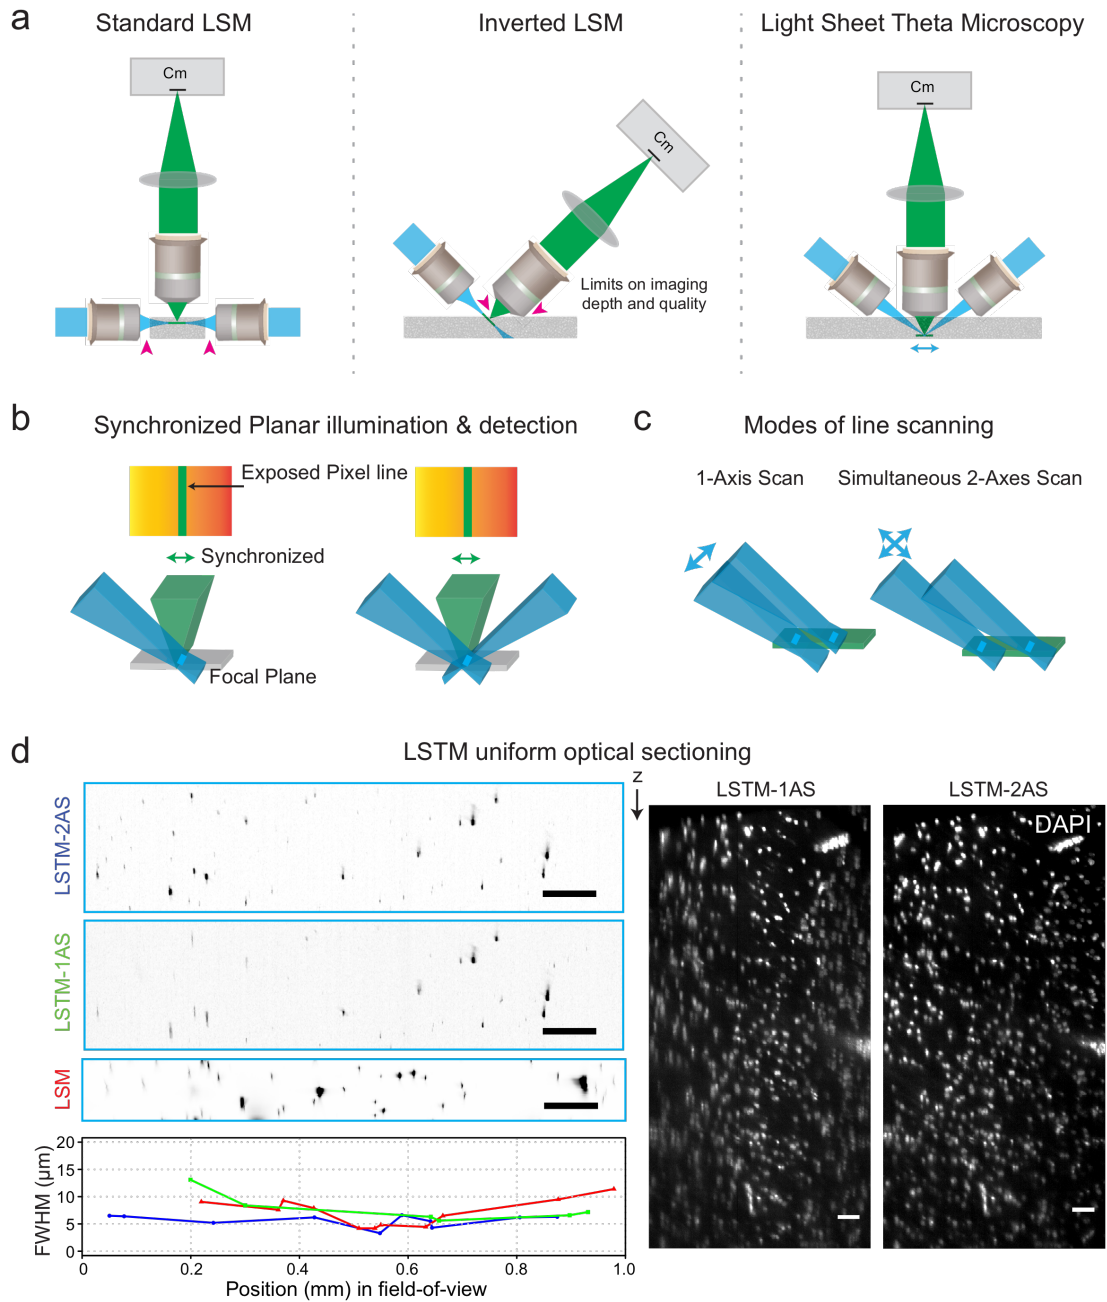 a
Standard LSM
Inverted LSM
Light Sheet Theta Microscopy
Cm
Cm
Cm
Limits on imaging
depth and quality
b
Synchronized Planar illumination & detection
Exposed Pixel line
Synchronized
Focal Plane
c
Modes of line scanning
1-Axis Scan
Simultaneous 2-Axes Scan
d
LSTM uniform optical sectioning
LSTM-2AS
LSTM-1AS
LSM
z
LSTM-1AS
LSTM-2AS
DAPI
FWHM (µm)
20
15
10
5
0
0
0.2
0.4
0.6
0.8
1.0
Position (mm) in field-of-view